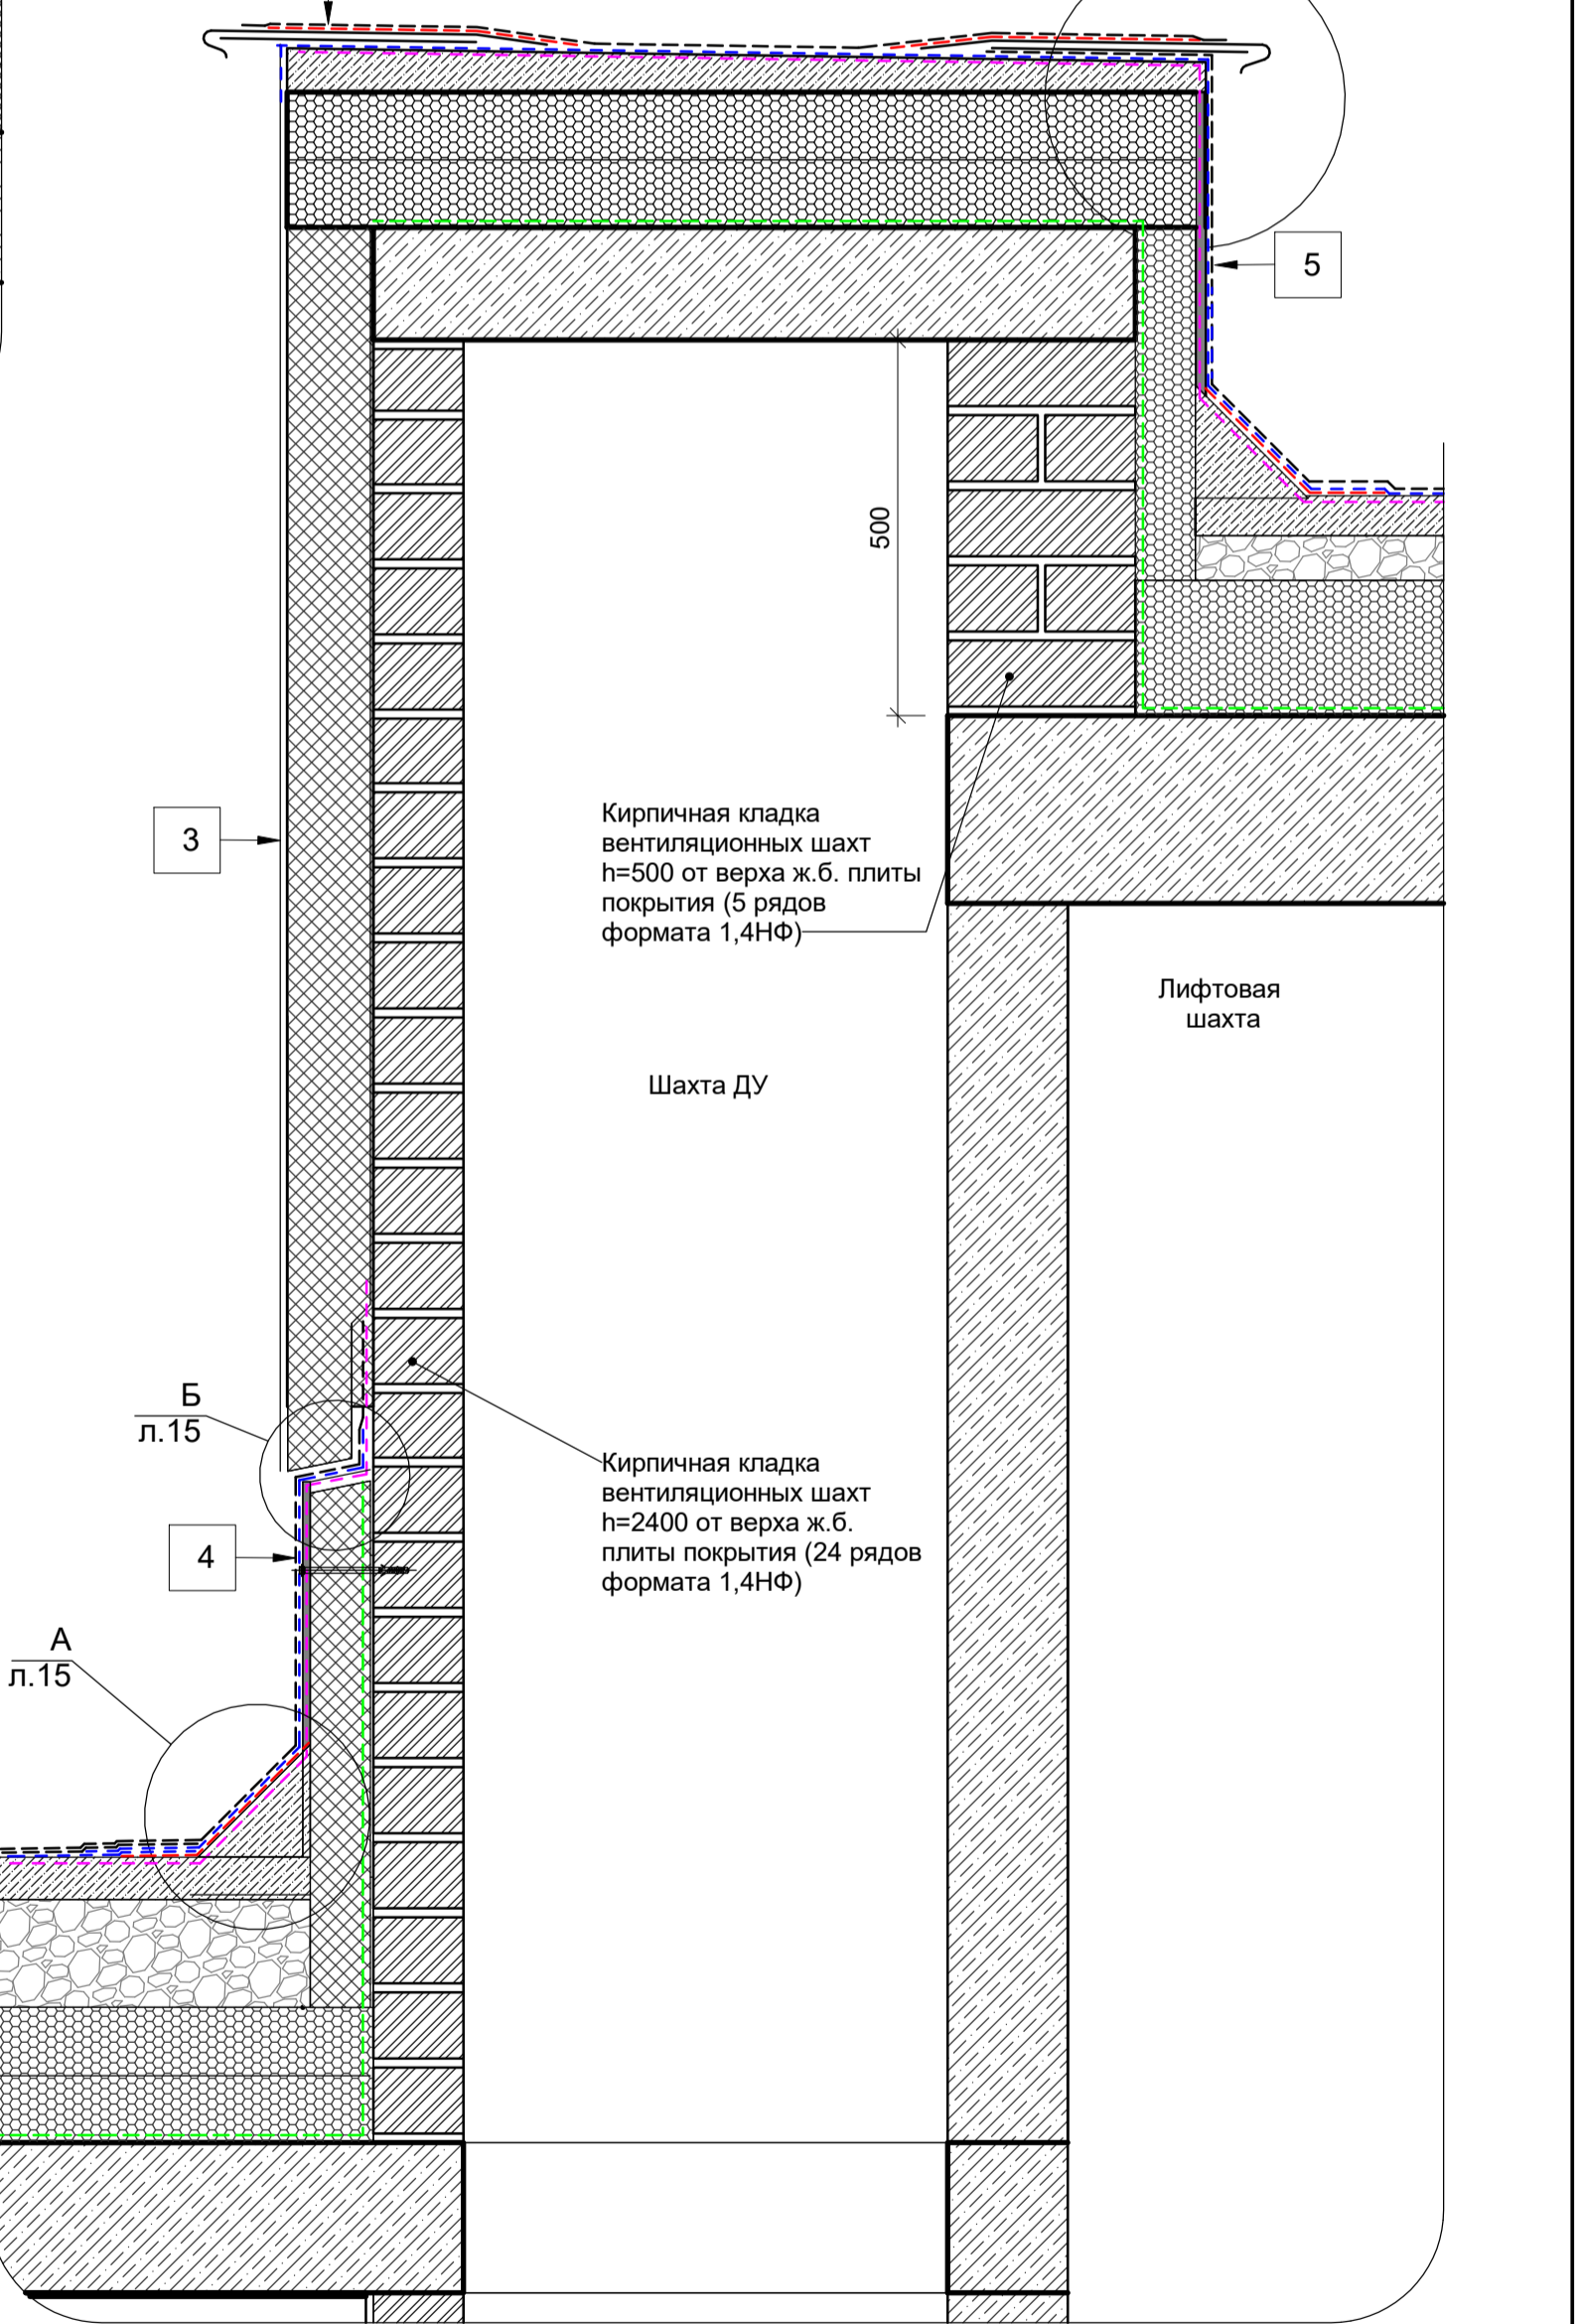 5
500
3
Кирпичная кладка
вентиляционных шахт
h=500 от верха ж.б. плиты
покрытия (5 рядов
формата 1,4НФ)
Лифтовая
шахта
Шахта ДУ
Б
л.15
Кирпичная кладка
вентиляционных шахт
h=2400 от верха ж.б.
плиты покрытия (24 рядов
формата 1,4НФ)
4
А
л.15